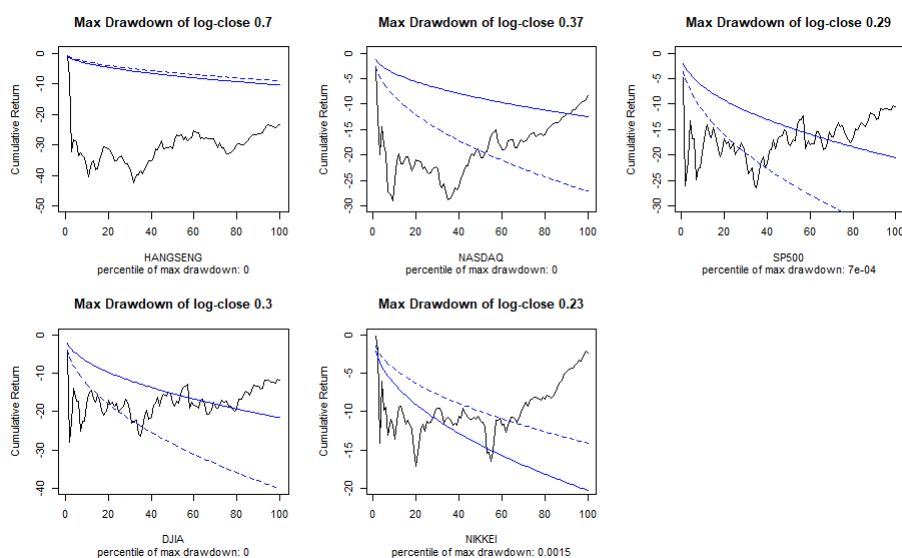 Max Drawdown of log-close 0.7
Cumulative Return
0
-10
-20
-30
-40
-50
0 20 40 60 80 100
HANGSENG
percentile of max drawdown: 0
Max Drawdown of log-close 0.37
Cumulative Return
0
-5
-10
-15
-20
-25
-30
0 20 40 60 80 100
NASDAQ
percentile of max drawdown: 0
Max Drawdown of log-close 0.29
Cumulative Return
0
-5
-10
-15
-20
-25
-30
0 20 40 60 80 100
SP500
percentile of max drawdown: 7e-04
Max Drawdown of log-close 0.3
Cumulative Return
0
-10
-20
-30
-40
0 20 40 60 80 100
DJIA
percentile of max drawdown: 0
Max Drawdown of log-close 0.23
Cumulative Return
0
-5
-10
-15
-20
0 20 40 60 80 100
NIKKEI
percentile of max drawdown: 0.0015